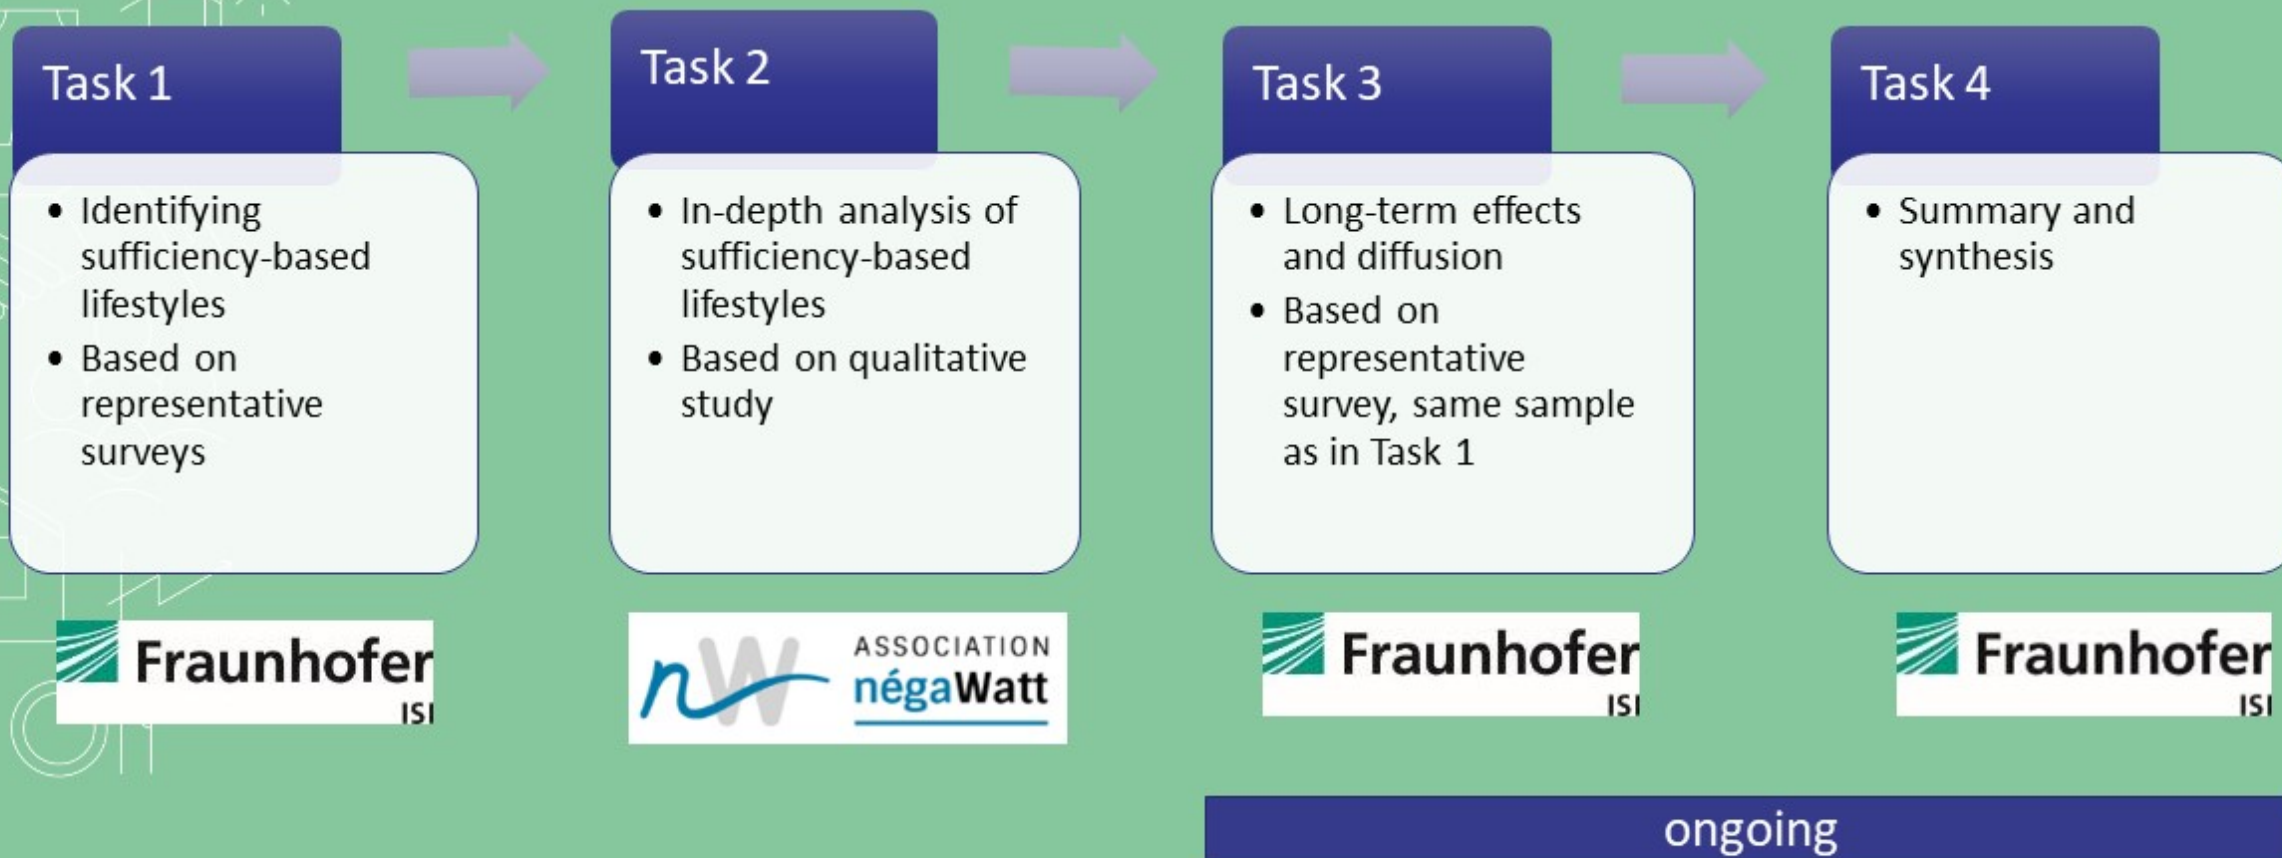 Task 1
• Identifying
sufficiency-based
lifestyles
• Based on
representative
surveys
Fraunhofer
ISI
Task 2
• In-depth analysis of
sufficiency-based
lifestyles
• Based on qualitative
study
nW
ASSOCIATION
négaWatt
Task 3
• Long-term effects
and diffusion
• Based on
representative
survey, same sample
as in Task 1
Fraunhofer
ISI
Task 4
• Summary and
synthesis
Fraunhofer
ISI
ongoing